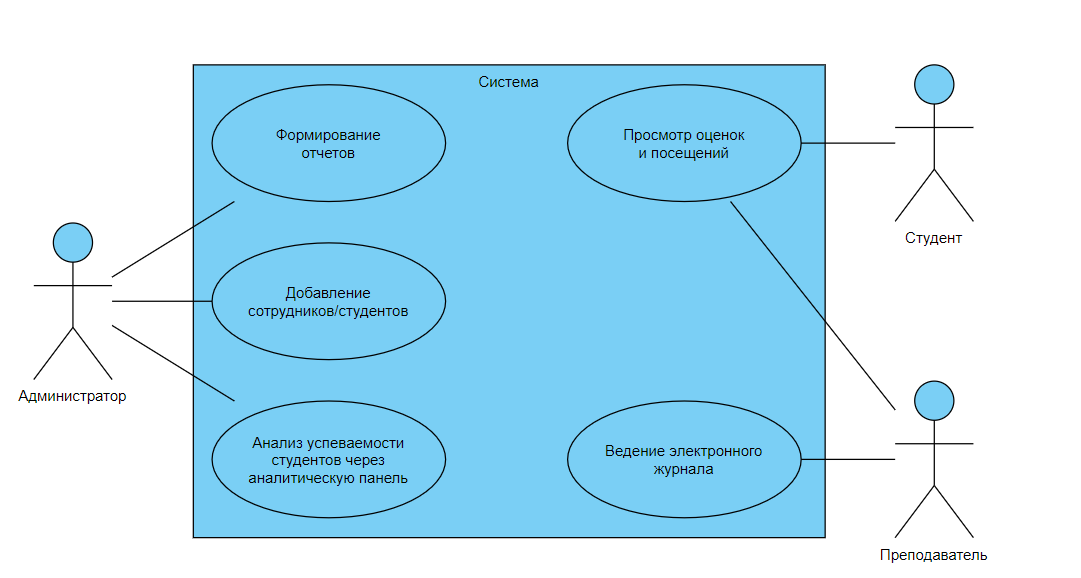 Система
Формирование
отчетов
Просмотр оценок
и посещений
Студент
Добавление
сотрудников/студентов
Администратор
Анализ успеваемости
студентов через
аналитическую панель
Ведение электронного
журнала
Преподаватель